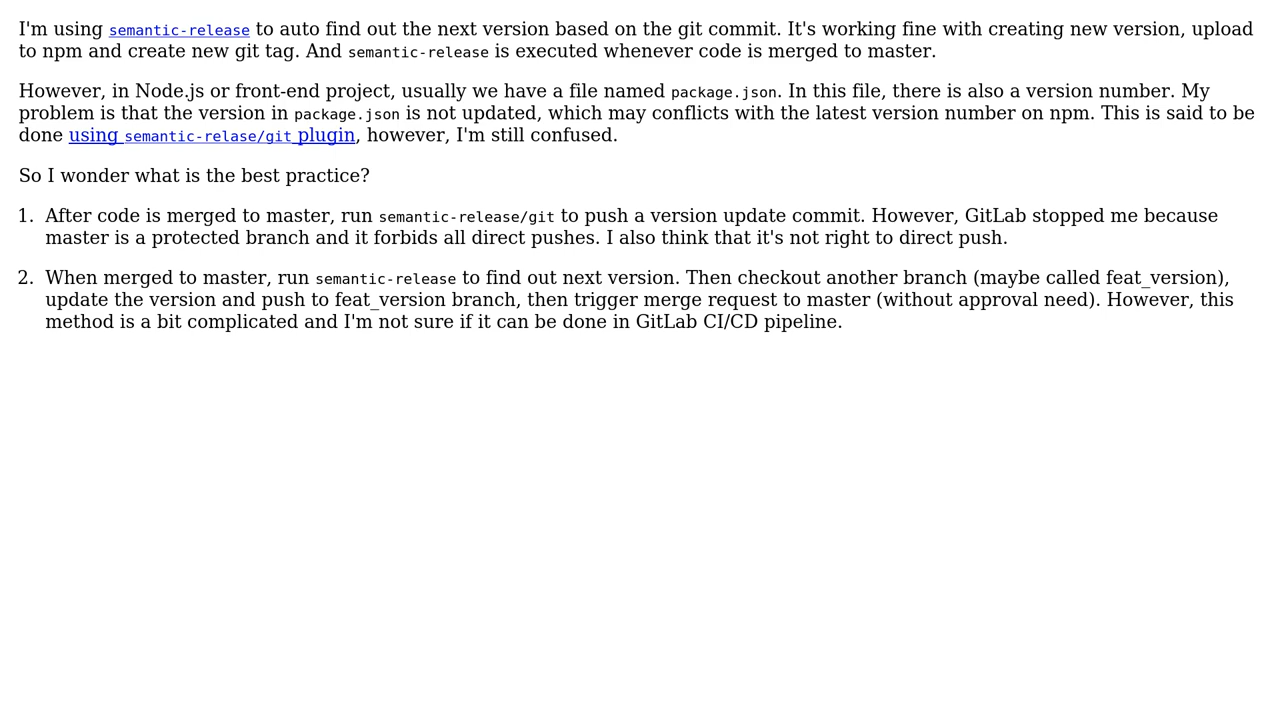 I'm using semantic-release to auto find out the next version based on the git commit. It's working fine with creating new version, upload
to npm and create new git tag. And semantic-release is executed whenever code is merged to master.
However, in Node.js or front-end project, usually we have a file named package.json. In this file, there is also a version number. My
problem is that the version in package.json is not updated, which may conflicts with the latest version number on npm. This is said to be
done using semantic-relase/git plugin, however, I'm still confused.
So I wonder what is the best practice?
1. After code is merged to master, run semantic-release/git to push a version update commit. However, GitLab stopped me because
master is a protected branch and it forbids all direct pushes. I also think that it's not right to direct push.
2. When merged to master, run semantic-release to find out next version. Then checkout another branch (maybe called feat_version),
update the version and push to feat_version branch, then trigger merge request to master (without approval need). However, this
method is a bit complicated and I'm not sure if it can be done in GitLab CI/CD pipeline.